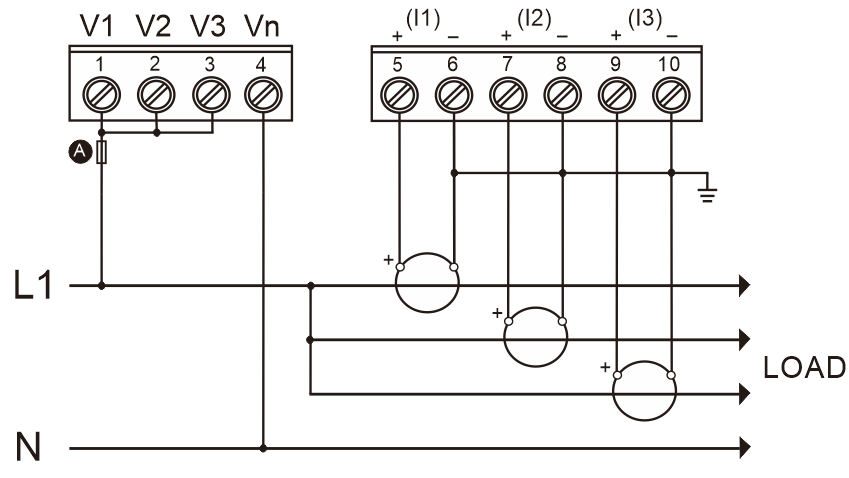 V1 V2 V3 Vn
(I1) (I2) (I3)
+ – + – + –
1 2 3 4
5 6 7 8 9 10
A
+
L1
+
LOAD
+
N